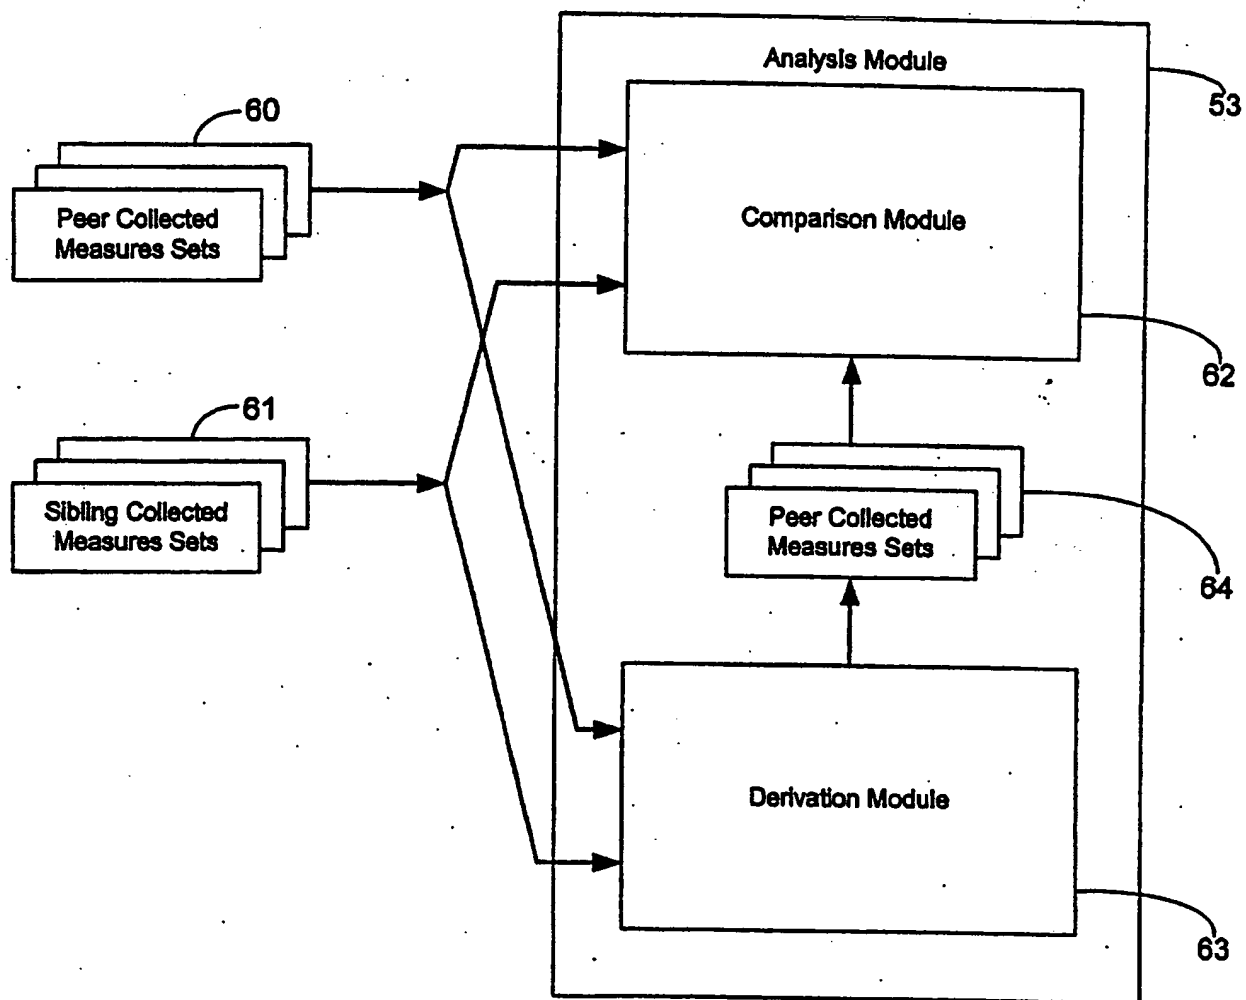 Analysis Module
53
60
Peer Collected
Measures Sets
Comparison Module
62
61
Sibling Collected
Measures Sets
Peer Collected
Measures Sets
64
Derivation Module
63